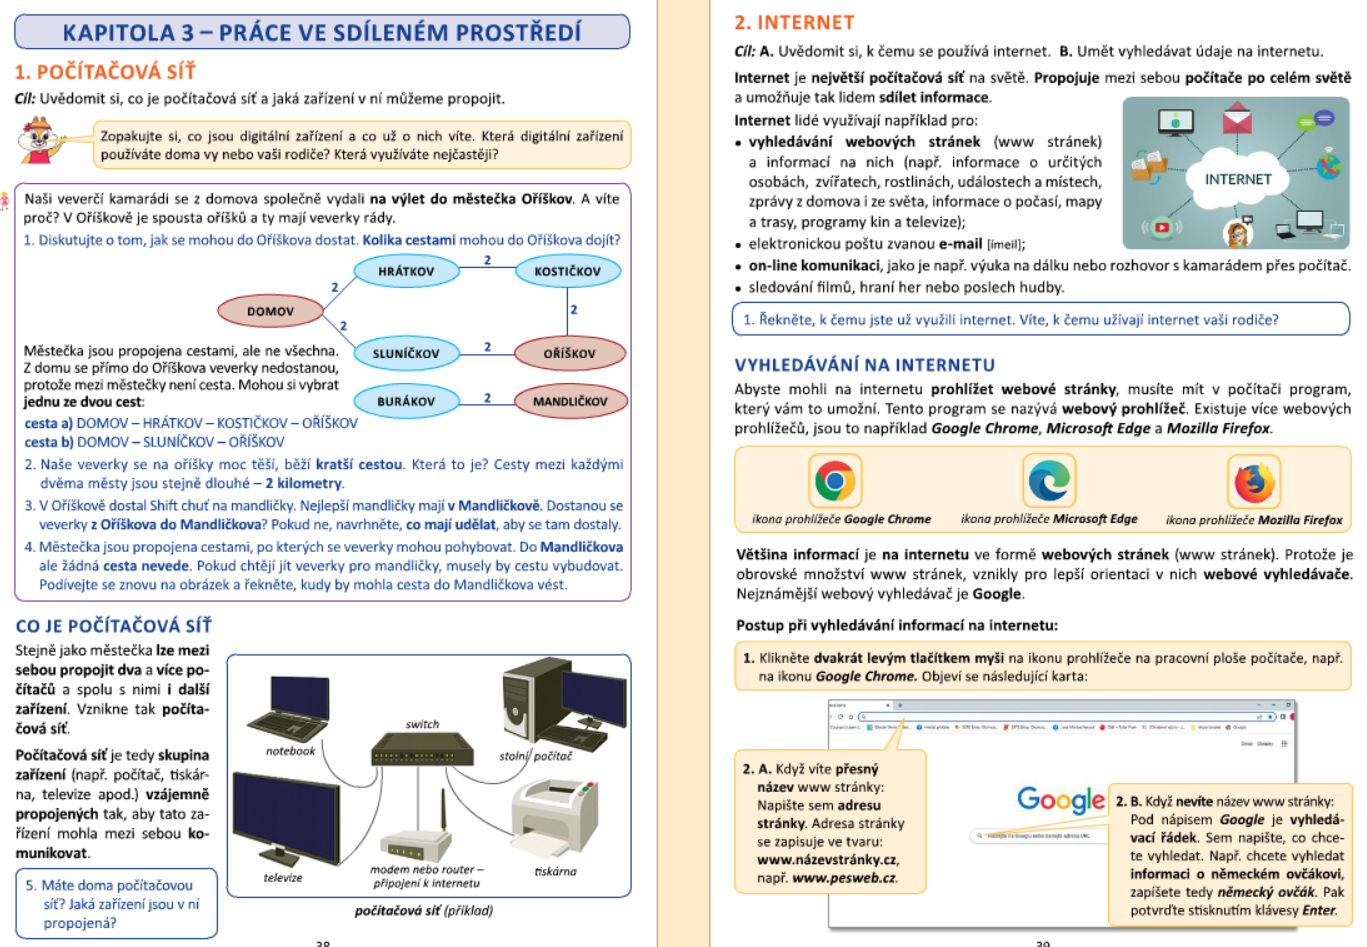 KAPITOLA 3 – PRÁCE VE SDÍLENÉM PROSTŘEDÍ
1. POČÍTAČOVÁ SÍŤ
Cíl: Uvědomit si, co je počítačová síť a jaká zařízení v ní můžeme propojit.
Zopakujte si, co jsou digitální zařízení a co už o nich víte. Která digitální zařízení
používáte doma vy nebo vaši rodiče? Která využíváte nejčastěji?
Naši veverčí kamarádi se z domova společně vydali na výlet do městečka Oříškov. A víte
proč? V Oříškově je spousta oříšků a ty mají veverky rády.
1. Diskutujte o tom, jak se mohou do Oříškova dostat. Kolika cestami mohou do Oříškova dojít?
HRÁTKOV
2
KOSTIČKOV
2
DOMOV
2
2
SLUNÍČKOV
2
OŘÍŠKOV
BURÁKOV
2
MANDLIČKOV
Městečka jsou propojena cestami, ale ne všechna.
Z domu se přímo do Oříškova veverky nedostanou,
protože mezi městečky není cesta. Mohou si vybrat
jednu ze dvou cest:
cesta a) DOMOV – HRÁTKOV – KOSTIČKOV – OŘÍŠKOV
cesta b) DOMOV – SLUNÍČKOV – OŘÍŠKOV
2. Naše veverky se na oříšky moc těší, běží kratší cestou. Která to je? Cesty mezi každými
dvěma městy jsou stejně dlouhé – 2 kilometry.
3. V Oříškově dostal Shift chuť na mandličky. Nejlepší mandličky mají v Mandličkově. Dostanou se
veverky z Oříškova do Mandličkova? Pokud ne, navrhněte, co mají udělat, aby se tam dostaly.
4. Městečka jsou propojena cestami, po kterých se veverky mohou pohybovat. Do Mandličkova
ale žádná cesta nevede. Pokud chtějí jít veverky pro mandličky, musely by cestu vybudovat.
Podívejte se znovu na obrázek a řekněte, kudy by mohla cesta do Mandličkova vést.
CO JE POČÍTAČOVÁ SÍŤ
Stejně jako městečka lze mezi
sebou propojit dva a více po-
čítačů a spolu s nimi i další
zařízení. Vznikne tak počíta-
čová síť.
Počítačová síť je tedy skupina
zařízení (např. počítač, tiskár-
na, televize apod.) vzájemně
propojených tak, aby tato za-
řízení mohla mezi sebou ko-
munikovat.
5. Máte doma počítačovou
síť? Jaká zařízení jsou v ní
propojená?
notebook
switch
stolní počítač
televize
modem nebo router –
připojení k internetu
tiskárna
počítačová síť (příklad)
38
2. INTERNET
Cíl: A. Uvědomit si, k čemu se používá internet. B. Umět vyhledávat údaje na internetu.
Internet je největší počítačová síť na světě. Propojuje mezi sebou počítače po celém světě
a umožňuje tak lidem sdílet informace.
Internet lidé využívají například pro:
• vyhledávání webových stránek (www stránek)
a informací na nich (např. informace o určitých
osobách, zvířatech, rostlinách, událostech a místech,
zprávy z domova i ze světa, informace o počasí, mapy
a trasy, programy kin a televize);
• elektronickou poštu zvanou e-mail [ímeil];
• on-line komunikaci, jako je např. výuka na dálku nebo rozhovor s kamarádem přes počítač.
• sledování filmů, hraní her nebo poslech hudby.
INTERNET
1. Řekněte, k čemu jste už využili internet. Víte, k čemu užívají internet vaši rodiče?
VYHLEDÁVÁNÍ NA INTERNETU
Abyste mohli na internetu prohlížet webové stránky, musíte mít v počítači program,
který vám to umožní. Tento program se nazývá webový prohlížeč. Existuje více webových
prohlížečů, jsou to například Google Chrome, Microsoft Edge a Mozilla Firefox.
ikona prohlížeče Google Chrome
ikona prohlížeče Microsoft Edge
ikona prohlížeče Mozilla Firefox
Většina informací je na internetu ve formě webových stránek (www stránek). Protože je
obrovské množství www stránek, vznikly pro lepší orientaci v nich webové vyhledávače.
Nejznámější webový vyhledávač je Google.
Postup při vyhledávání informací na internetu:
1. Klikněte dvakrát levým tlačítkem myši na ikonu prohlížeče na pracovní ploše počítače, např.
na ikonu Google Chrome. Objeví se následující karta:
2. A. Když víte přesný
název www stránky:
Napište sem adresu
stránky. Adresa stránky
se zapisuje ve tvaru:
www.názevstránky.cz,
např. www.pesweb.cz.
Google
2. B. Když nevíte název www stránky:
Pod nápisem Google je vyhledá-
vací řádek. Sem napište, co chce-
te vyhledat. Např. chcete vyhledat
informaci o německém ovčákovi,
zapíšete tedy německý ovčák. Pak
potvrďte stisknutím klávesy Enter.
39